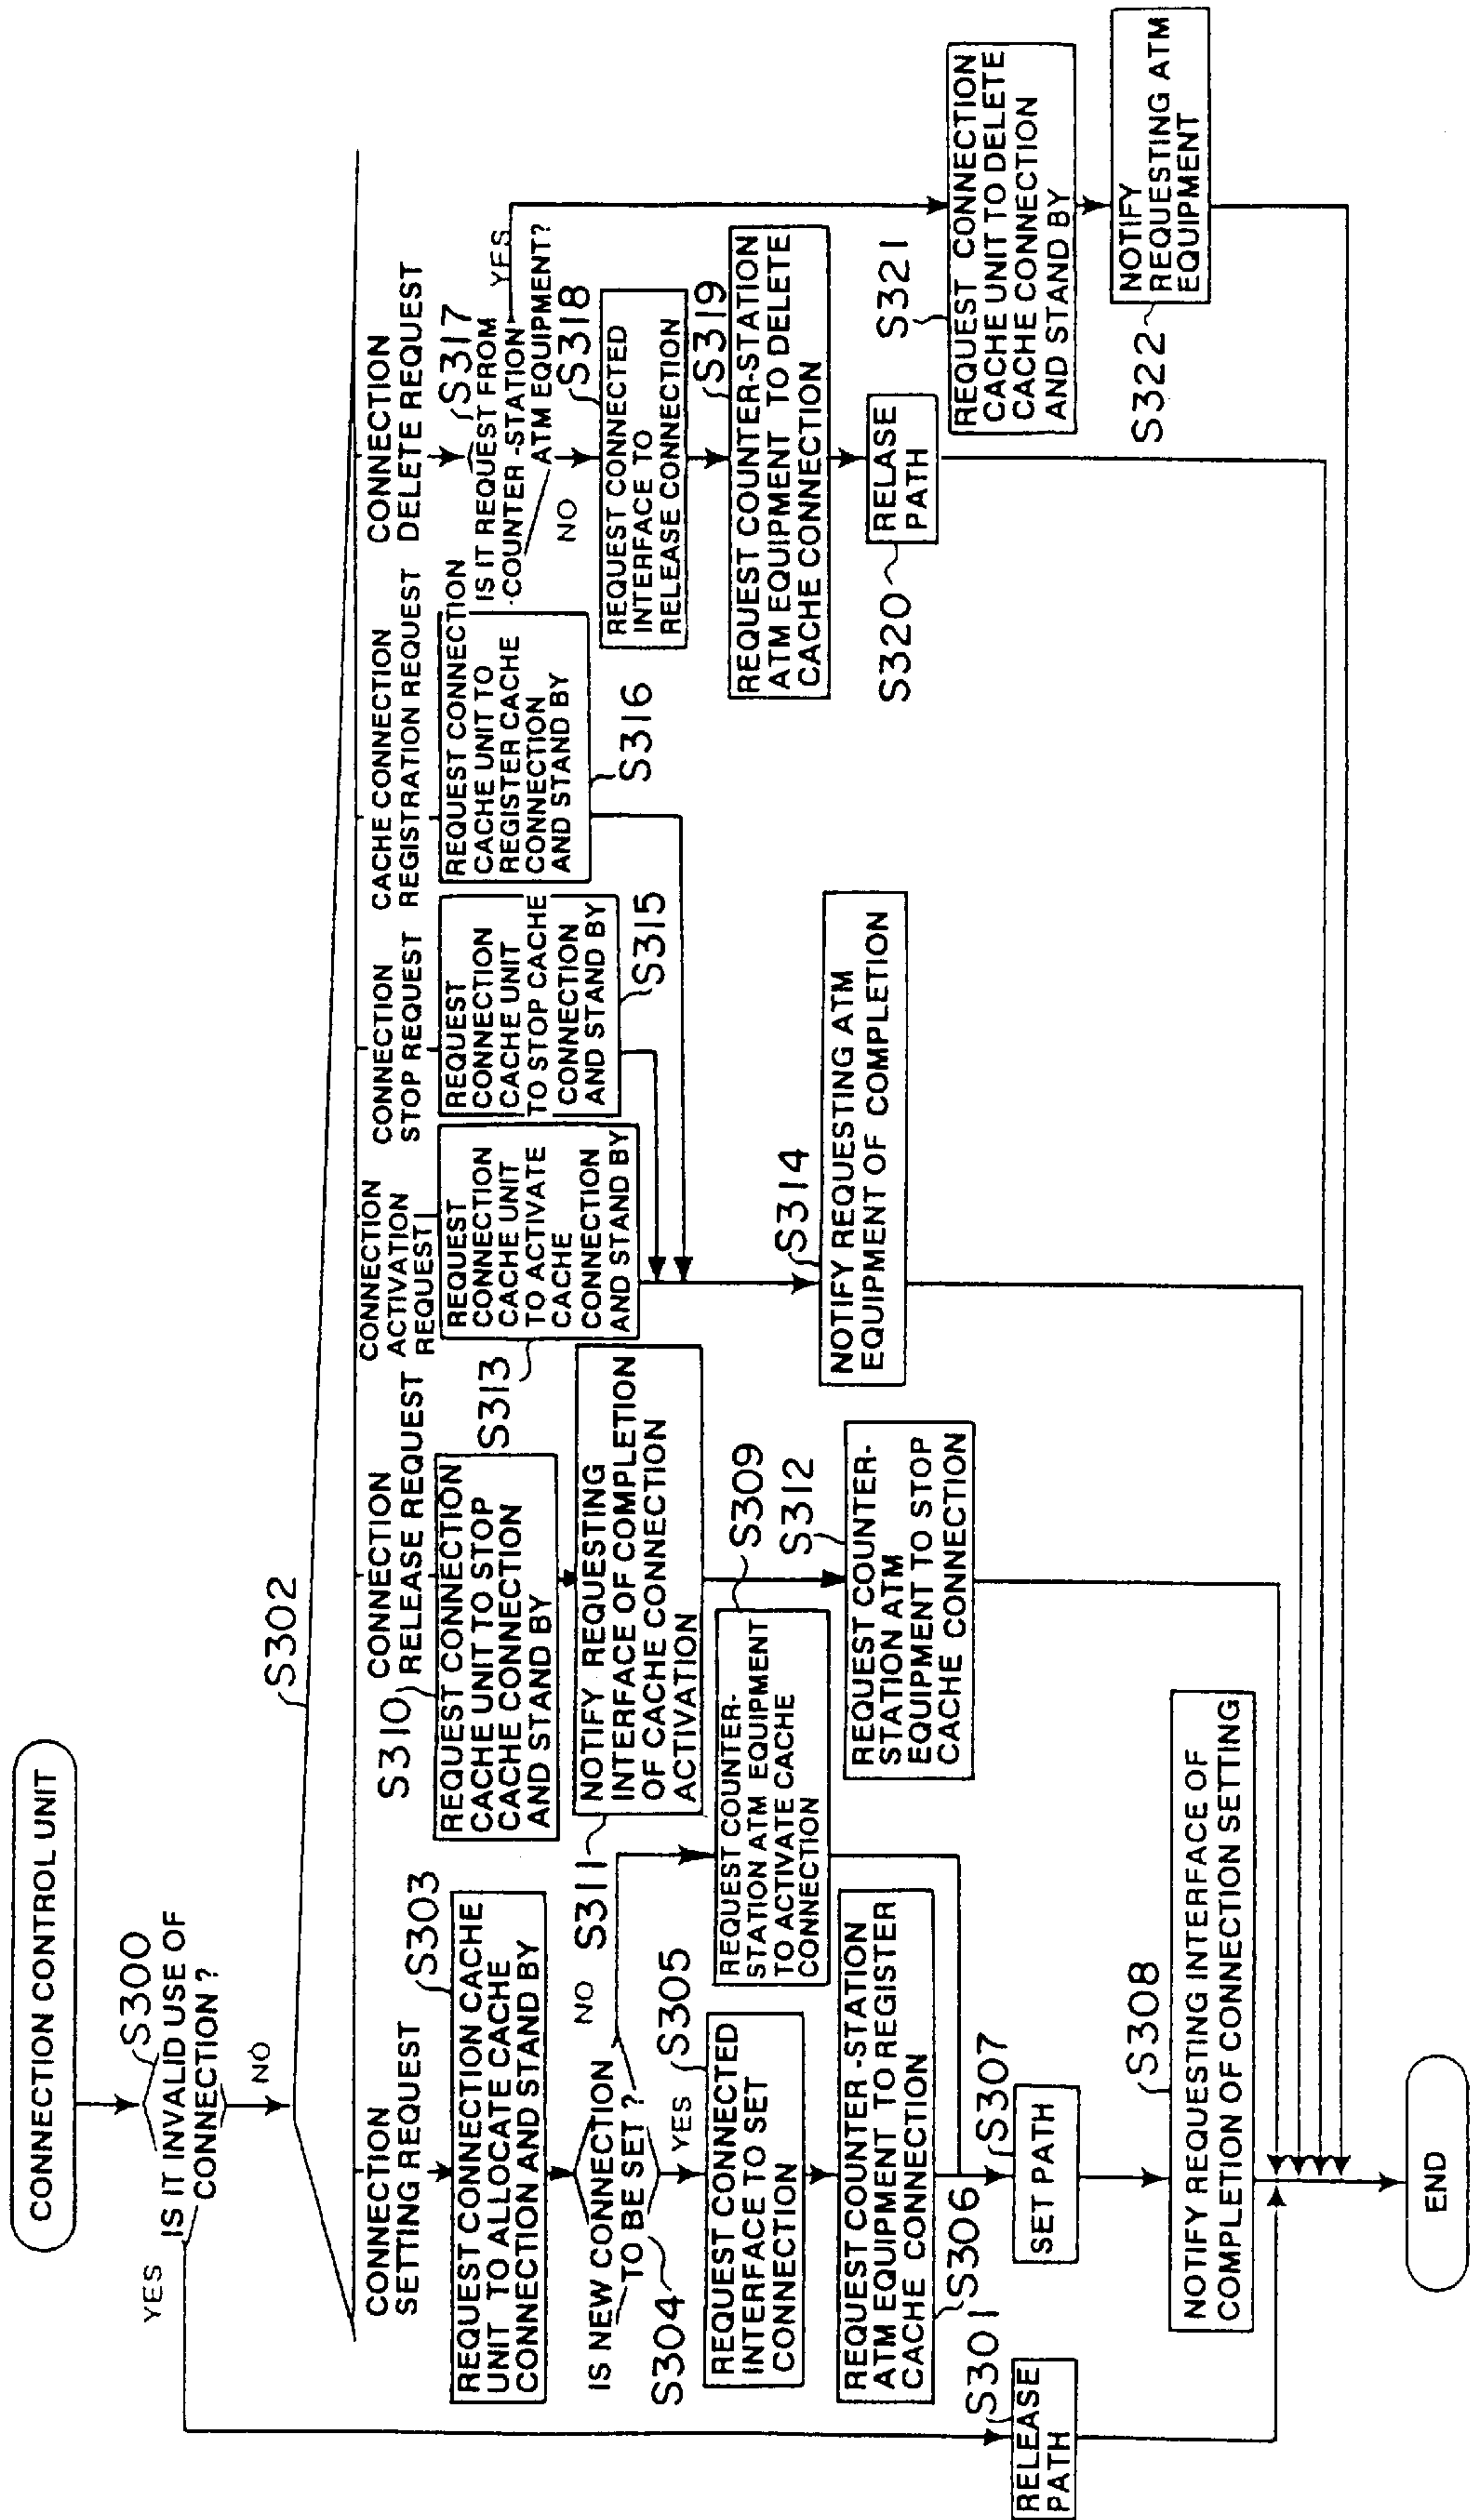 CONNECTION CONTROL UNIT
S300
IS IT INVALID USE OF
CONNECTION ?
YES
NO
S302
CONNECTION
SETTING REQUEST
S303
REQUEST CONNECTION CACHE
UNIT TO ALLOCATE CACHE
CONNECTION AND STAND BY
IS NEW CONNECTION
TO BE SET ?
S304
NO
YES
S305
REQUEST CONNECTED
INTERFACE TO SET
CONNECTION
REQUEST COUNTER-STATION
ATM EQUIPMENT TO REGISTER
CACHE CONNECTION
S306
S309
REQUEST COUNTER-
STATION ATM EQUIPMENT
TO ACTIVATE CACHE
CONNECTION
S307
SET PATH
S301
RELEASE
PATH
S308
NOTIFY REQUESTING INTERFACE OF
COMPLETION OF CONNECTION SETTING
CONNECTION
RELEASE REQUEST
S310
REQUEST CONNECTION
CACHE UNIT TO STOP
CACHE CONNECTION
AND STAND BY
S311
NOTIFY REQUESTING
INTERFACE OF COMPLETION
OF CACHE CONNECTION
ACTIVATION
S312
REQUEST COUNTER-
STATION ATM
EQUIPMENT TO STOP
CACHE CONNECTION
CONNECTION
ACTIVATION
REQUEST
S313
REQUEST
CONNECTION
CACHE UNIT
TO ACTIVATE
CACHE
CONNECTION
AND STAND BY
S314
NOTIFY REQUESTING ATM
EQUIPMENT OF COMPLETION
CONNECTION
STOP REQUEST
REQUEST
CONNECTION
CACHE UNIT
TO STOP CACHE
CONNECTION
AND STAND BY
S315
CACHE CONNECTION
REGISTRATION REQUEST
REQUEST CONNECTION
CACHE UNIT TO
REGISTER CACHE
CONNECTION
AND STAND BY
S316
CONNECTION
DELETE REQUEST
S317
IS IT REQUEST FROM
COUNTER-STATION
ATM EQUIPMENT?
YES
NO
S318
REQUEST CONNECTED
INTERFACE TO
RELEASE CONNECTION
S319
REQUEST COUNTER-STATION
ATM EQUIPMENT TO DELETE
CACHE CONNECTION
S320
RELASE
PATH
S321
REQUEST CONNECTION
CACHE UNIT TO DELETE
CACHE CONNECTION
AND STAND BY
S322
NOTIFY
REQUESTING ATM
EQUIPMENT
END